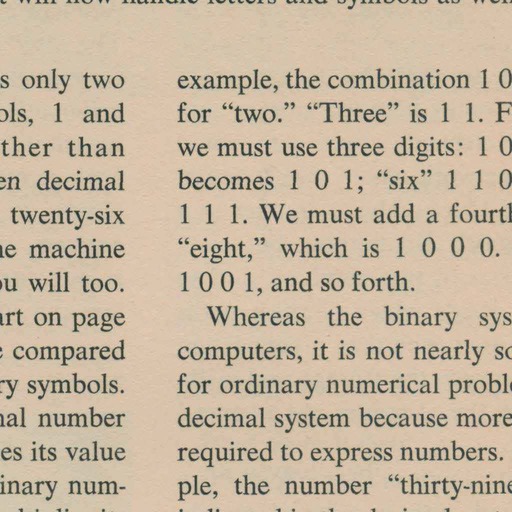 will now handle letters and symbols as well
s only two
ols, 1 and
ther than
en decimal
twenty-six
ne machine
ou will too.
art on page
e compared
ry symbols.
nal number
es its value
inary num-
example, the combination 1 0
for “two.” “Three” is 1 1. F
we must use three digits: 1 0
becomes 1 0 1; “six” 1 1 0
1 1 1. We must add a fourth
“eight,” which is 1 0 0 0.
1 0 0 1, and so forth.
Whereas the binary sys
computers, it is not nearly so
for ordinary numerical proble
decimal system because more
required to express numbers.
ple, the number “thirty-nine